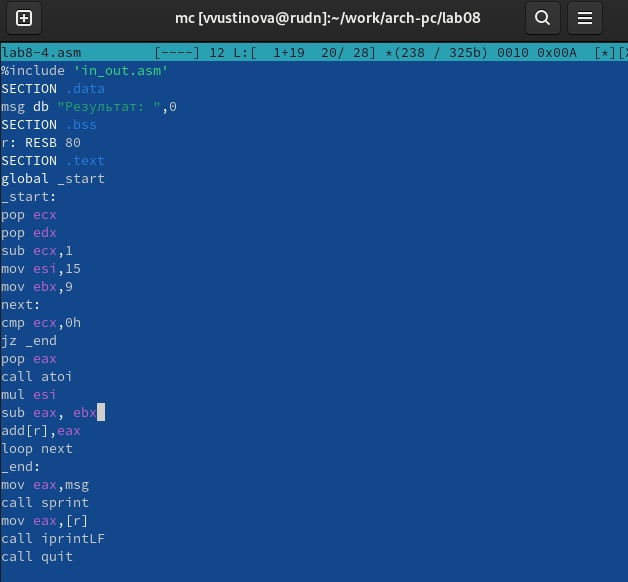 mc [vvustinova@rudn]:~/work/arch-pc/lab08
lab8-4.asm [----] 12 L:[ 1+19 20/ 28] *(238 / 325b) 0010 0x00A [*][X
%include 'in_out.asm'
SECTION .data
msg db "Результат: ",0
SECTION .bss
r: RESB 80
SECTION .text
global _start
_start:
pop ecx
pop edx
sub ecx,1
mov esi,15
mov ebx,9
next:
cmp ecx,0h
jz _end
pop eax
call atoi
mul esi
sub eax, ebx
add[r],eax
loop next
_end:
mov eax,msg
call sprint
mov eax,[r]
call iprintLF
call quit